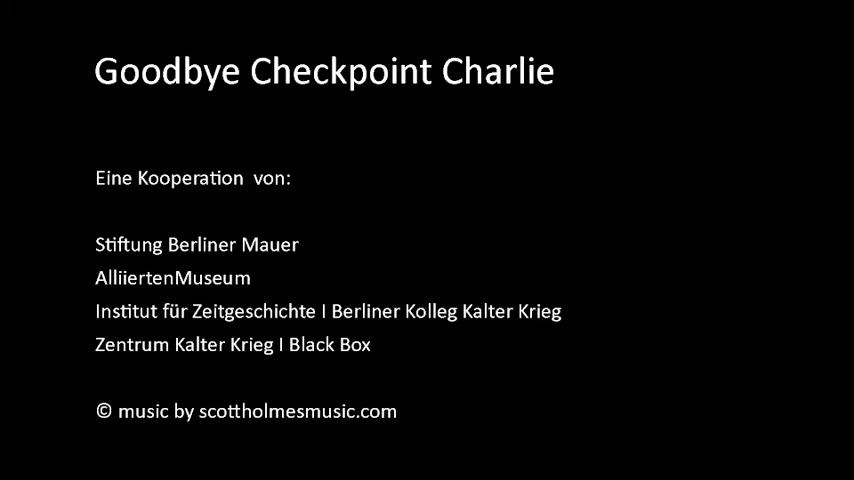 Goodbye Checkpoint Charlie
Eine Kooperation von:
Stiftung Berliner Mauer
AlliiertenMuseum
Institut für Zeitgeschichte I Berliner Kolleg Kalter Krieg
Zentrum Kalter Krieg I Black Box
© music by scottholmesmusic.com